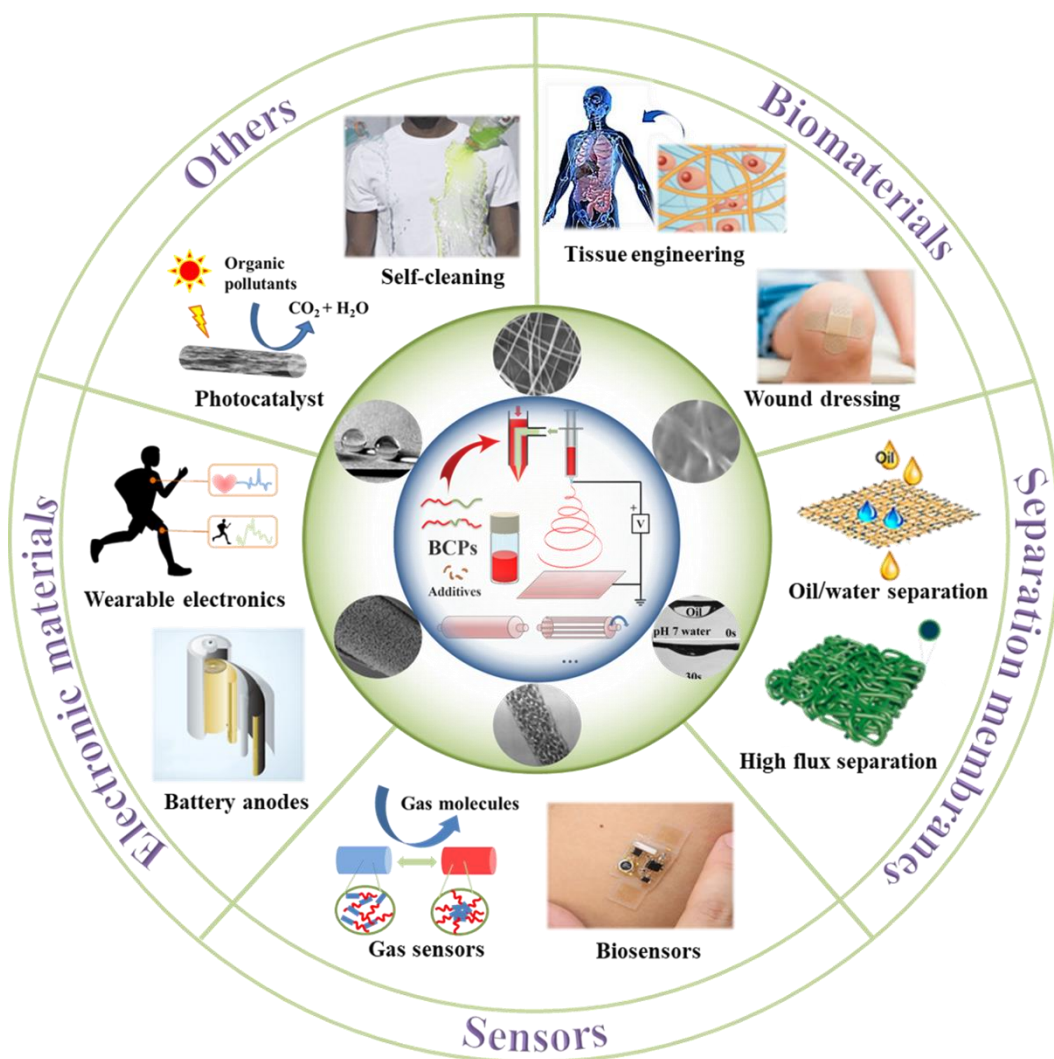 Others
Biomaterials
Self-cleaning
Tissue engineering
Organic
pollutants
CO₂ + H₂O
Photocatalyst
Wound dressing
Electronic materials
Separation membranes
Wearable electronics
Battery anodes
BCPs
Additives
+
V
...
Oil
pH 7 water 0s
30s
Oil
Oil/water separation
High flux separation
Gas molecules
Gas sensors
Biosensors
Sensors